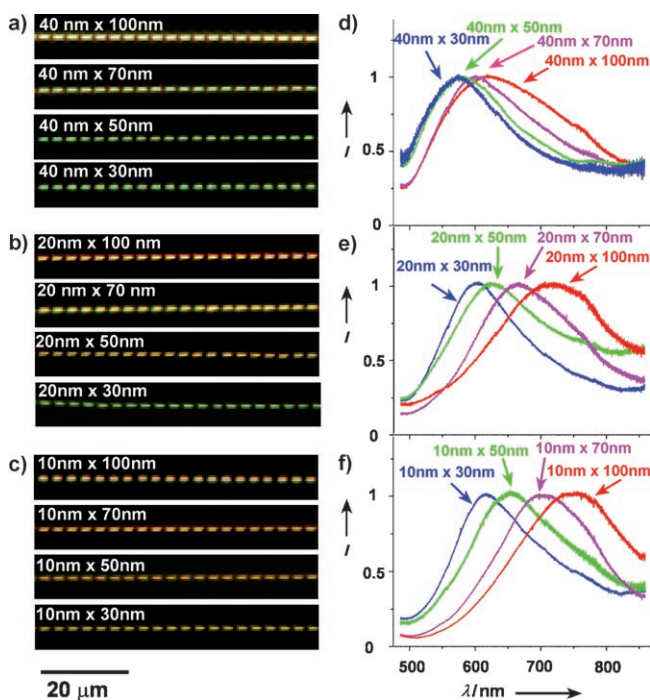 a)
40 nm x 100nm
40 nm x 70nm
40 nm x 50nm
40 nm x 30nm
b)
20nm x 100 nm
20 nm x 70 nm
20nm x 50nm
20nm x 30nm
c)
10nm x 100nm
10nm x 70nm
10nm x 50nm
10nm x 30nm
20 μm
d)
40nm x 30nm
40nm x 50nm
40nm x 70nm
40nm x 100nm
1
I
0.5
0
e)
20nm x 30nm
20nm x 50nm
20nm x 70nm
20nm x 100nm
1
I
0.5
0
f)
10nm x 30nm
10nm x 50nm
10nm x 70nm
10nm x 100nm
1
I
0.5
0
500 600 700 800
λ/nm